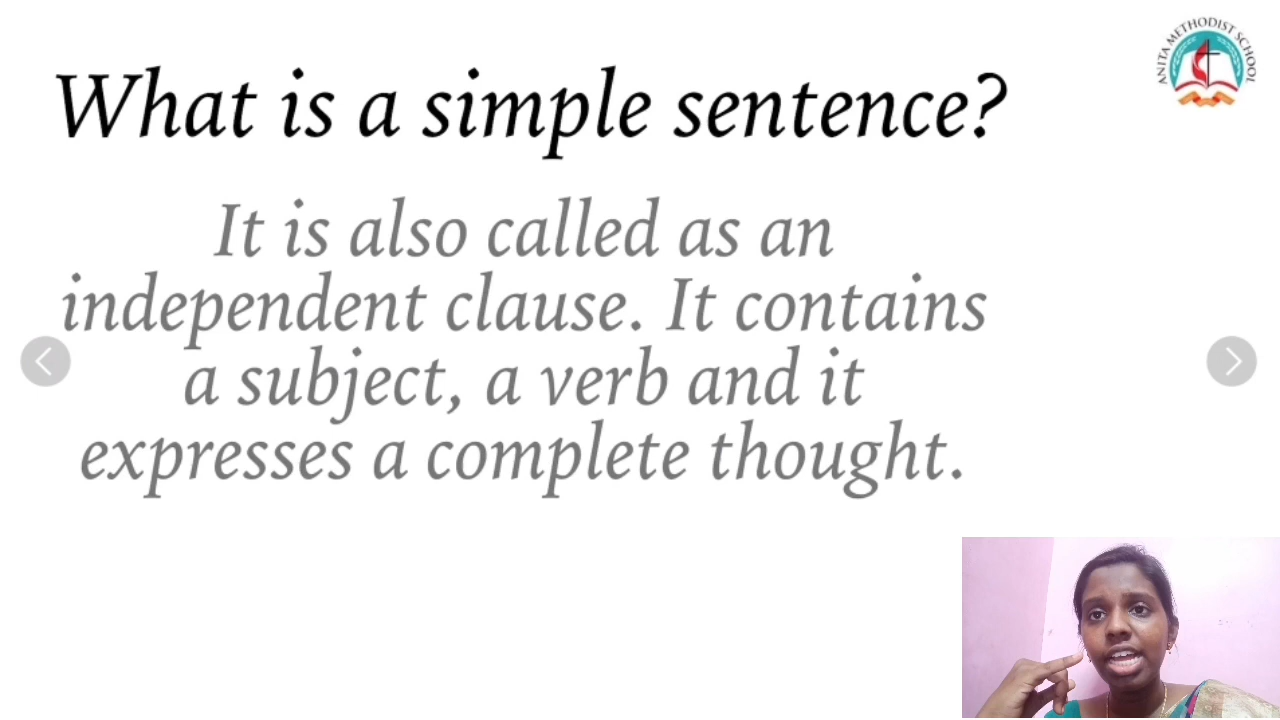 What is a simple sentence?
ANITA METHODIST SCHOOL
It is also called as an
independent clause. It contains
a subject, a verb and it
expresses a complete thought.